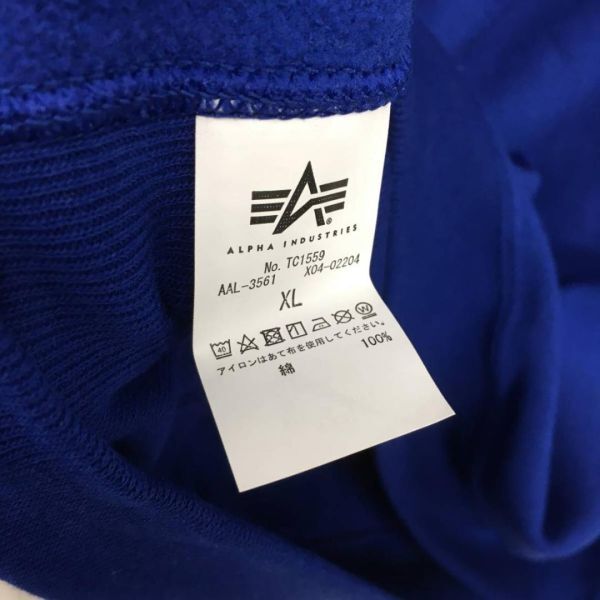 ALPHA INDUSTRIES
No. TC1559
AAL-3561 X04-02204
XL
40 W
アイロンはあて布を使用してください。
綿 100%